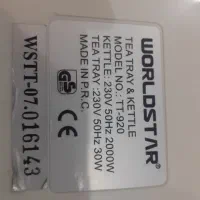 WORLDSTAR
TEA TRAY & KETTLE
MODEL NO.: TT-920
KETTLE: 230V 50Hz 2000W
TEA TRAY :230V 50Hz 30W
MADE IN P.R.C.
GS
CE
WSTT-07.016143